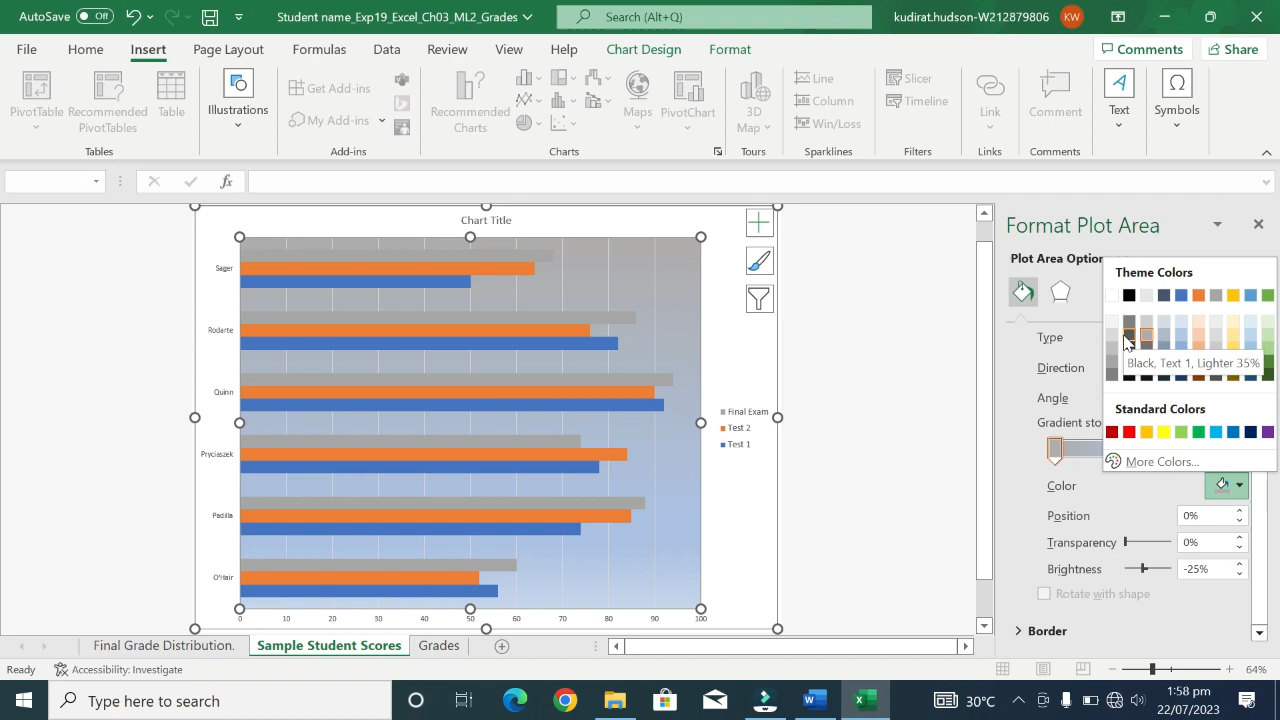 AutoSave Off Student name_Exp19_Excel_Ch03_ML2_Grades Search (Alt+Q) kudirat.hudson-W212879806 KW
File Home Insert Page Layout Formulas Data Review View Help Chart Design Format Comments Share
PivotTable Recommended PivotTables Table
Illustrations
Get Add-ins
My Add-ins
Recommended Charts
Maps PivotChart
3D Map
Line
Column
Win/Loss
Slicer
Timeline
Link
Comment
Text
Symbols
Tables Add-ins Charts Tours Sparklines Filters Links Comments
fx
Chart Title
Sager
Rodarte
Quinn
Pryciaszek
Padilla
O'Hair
0 10 20 30 40 50 60 70 80 90 100
Final Exam
Test 2
Test 1
Format Plot Area
Plot Area Option
Type
Direction
Angle
Gradient sto
Color
Position 0%
Transparency 0%
Brightness -25%
Rotate with shape
Border
Theme Colors
Black, Text 1, Lighter 35%
Standard Colors
More Colors...
Final Grade Distribution. Sample Student Scores Grades
Ready Accessibility: Investigate 64%
Type here to search 30°C 1:58 pm
22/07/2023